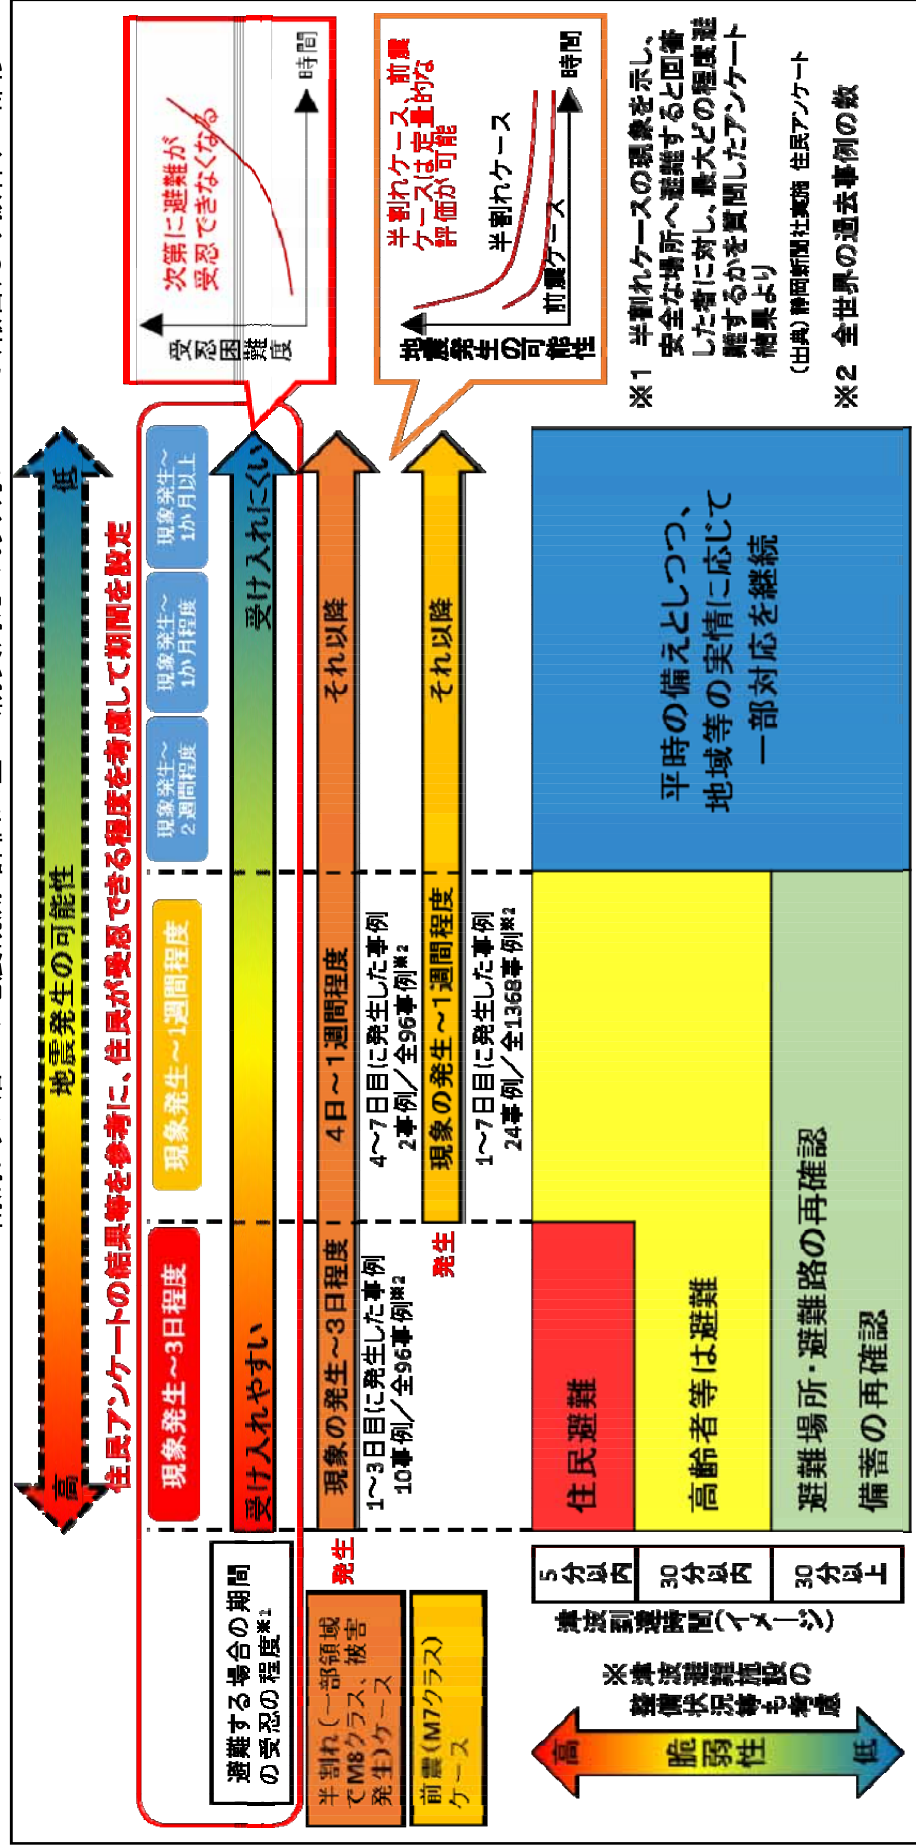 高
地震発生の可能性
低
住民アンケートの結果等を参考に、住民が受忍できる程度を考慮して期間を設定
現象発生～3日程度
現象発生～1週間程度
現象発生～
2週間程度
現象発生～
1か月程度
現象発生～
1か月以上
避難する場合の期間
の受忍の程度※1
受け入れやすい
受け入れにくい
半割れ(一部領域
でM8クラス、被害
発生)ケース
発生
現象の発生～3日程度
4日～1週間程度
それ以降
1～3日目に発生した事例
10事例／全96事例※2
4～7日目に発生した事例
2事例／全96事例※2
前震(M7クラス)
ケース
発生
現象の発生～1週間程度
それ以降
1～7日目に発生した事例
24事例／全1368事例※2
次第に避難が
受忍できなくなる
受忍困難度
時間
半割れケース、前震
ケースは定量的な
評価が可能
半割れケース
前震ケース
地震発生の可能性
時間
高
脆弱性
低
※津波避難施設の
整備状況等も考慮
津波到達時間(イメージ)
5分以内
30分以内
30分以上
住民避難
高齢者等は避難
避難場所・避難路の再確認
備蓄の再確認
平時の備えとしつつ、
地域等の実情に応じて
一部対応を継続
※1 半割れケースの現象を示し、
安全な場所へ避難すると回答
した者に対し、最大どの程度避
難するかを質問したアンケート
結果より
(出典) 静岡新聞社実施 住民アンケート
※2 全世界の過去事例の数